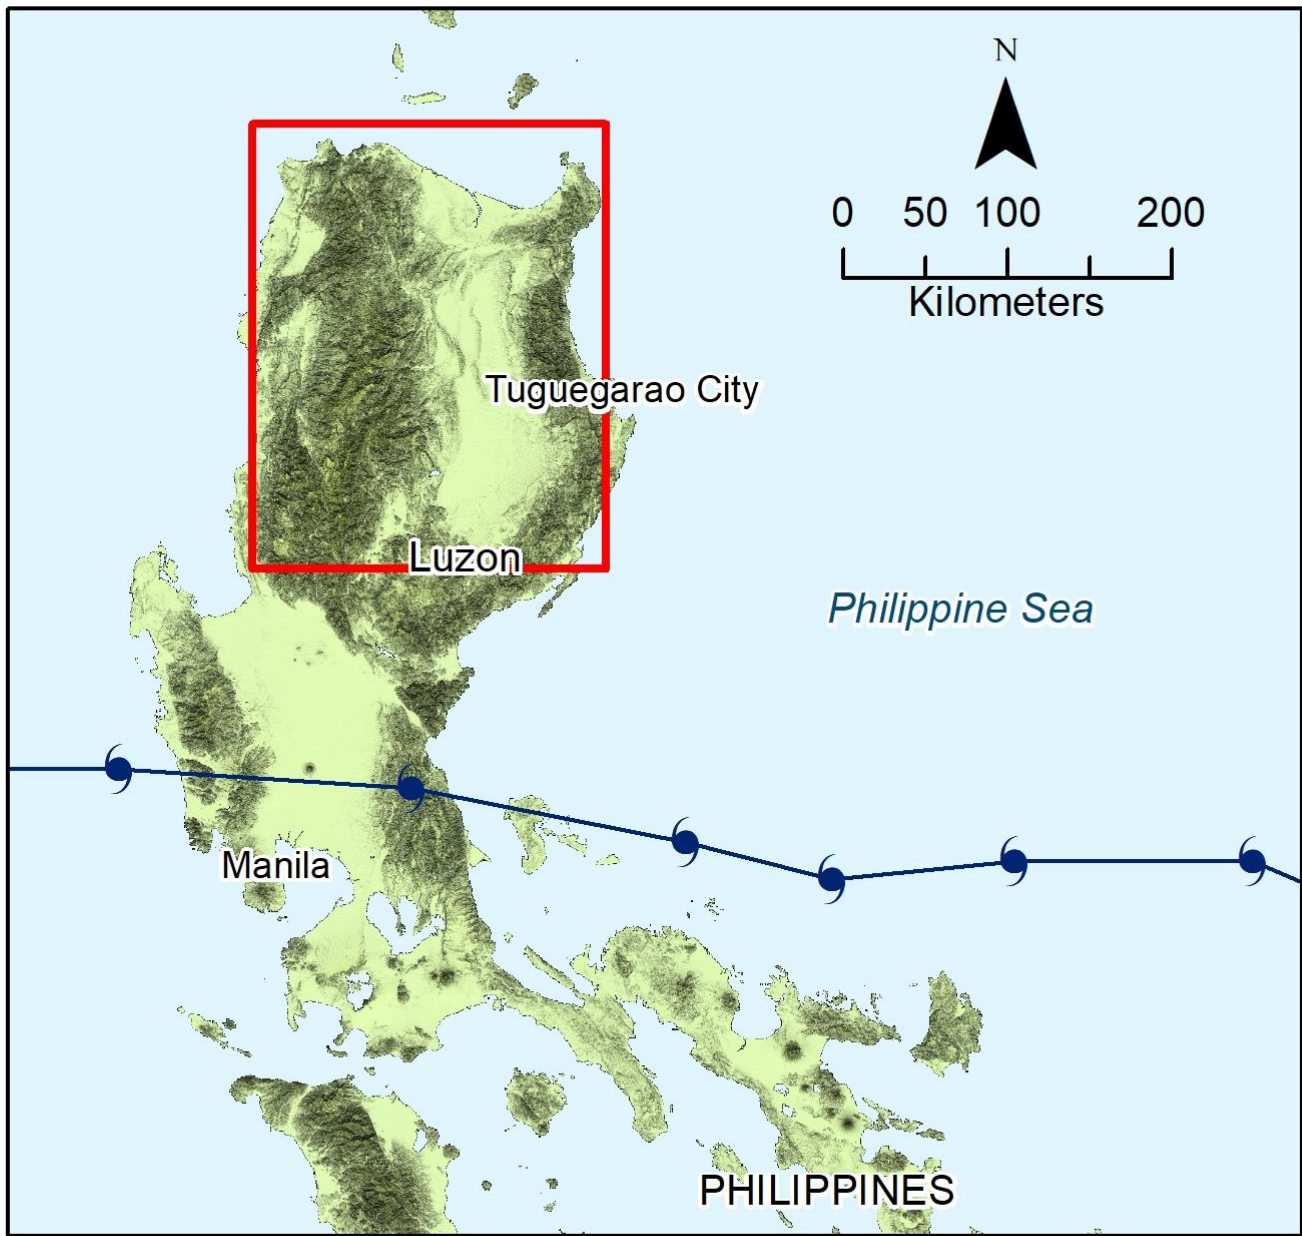 N
0 50 100 200
Kilometers
Tuguegarao City
Luzon
Philippine Sea
Manila
PHILIPPINES